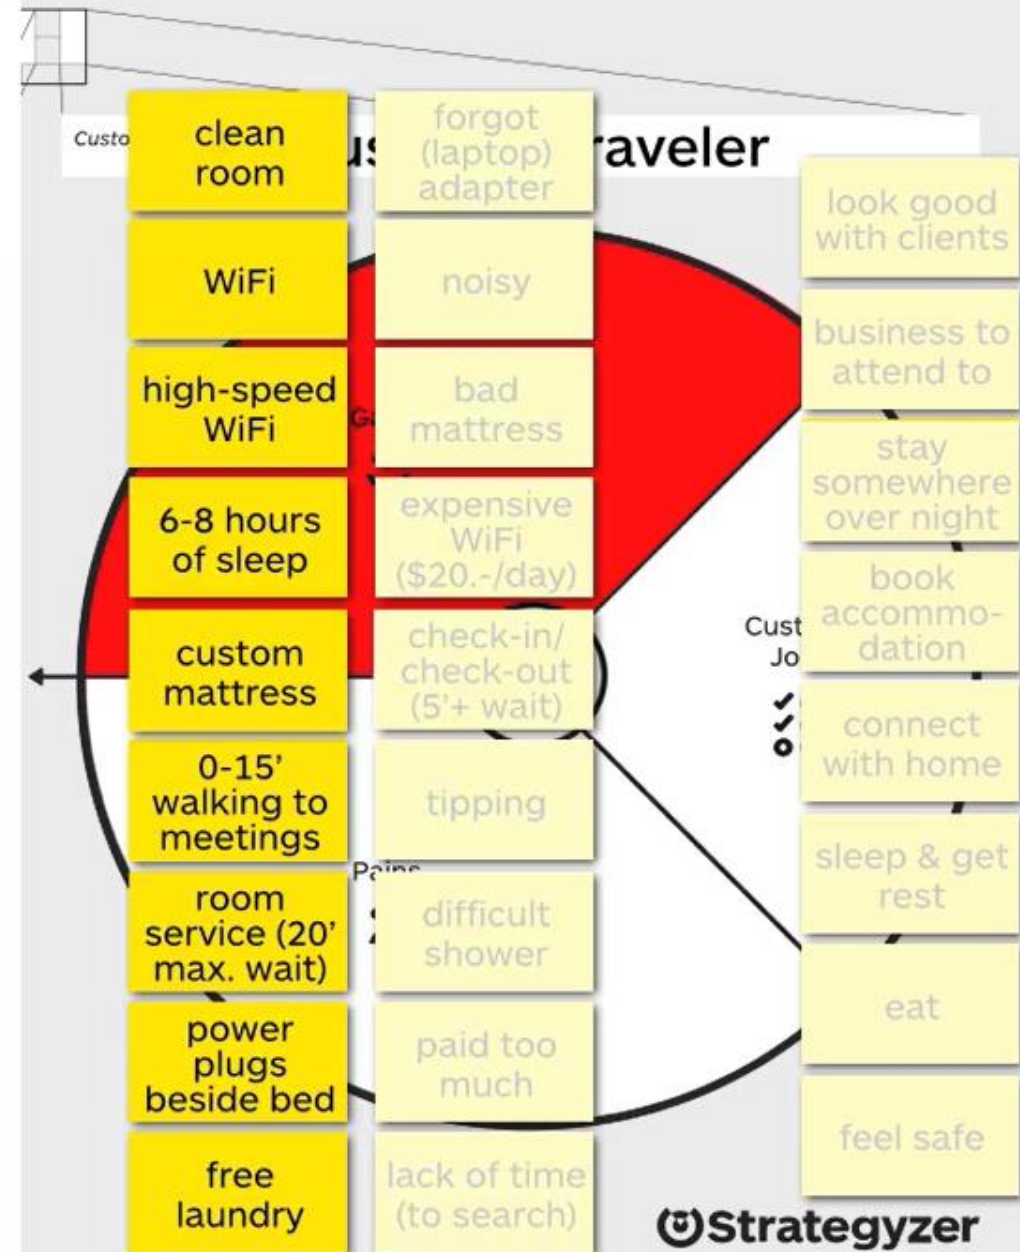 Custo
us
raveler
clean
room
WiFi
high-speed
WiFi
6-8 hours
of sleep
custom
mattress
0-15’
walking to
meetings
room
service (20’
max. wait)
power
plugs
beside bed
free
laundry
forgot
(laptop)
adapter
noisy
bad
mattress
expensive
WiFi
($20.-/day)
check-in/
check-out
(5’+ wait)
tipping
difficult
shower
paid too
much
lack of time
(to search)
Ga
Pains
Cust
Jo
look good
with clients
business to
attend to
stay
somewhere
over night
book
accommo-
dation
connect
with home
sleep & get
rest
eat
feel safe
Strategyzer